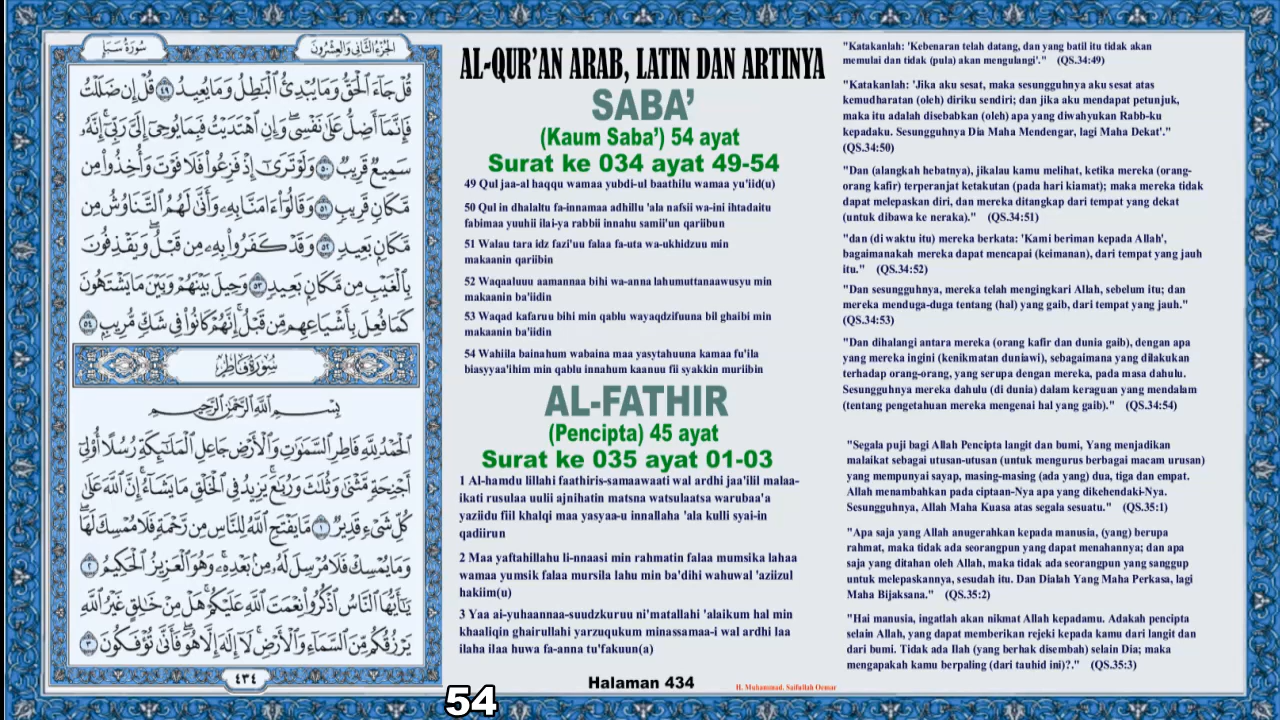 سُورَةُ سَبَإٍ
الجُزْءُ الثَّانِي وَالْعِشْرُونَ
قُلْ جَاءَ الْحَقُّ وَمَا يُبْدِئُ الْبَاطِلُ وَمَا يُعِيدُ ٤٩ قُلْ إِن ضَلَلْتُ
فَإِنَّمَا أَضِلُّ عَلَىٰ نَفْسِي وَإِنِ اهْتَدَيْتُ فَبِمَا يُوحِي إِلَيَّ رَبِّي إِنَّهُ
سَمِيعٌ قَرِيبٌ ٥٠ وَلَوْ تَرَىٰ إِذْ فَزِعُوا فَلَا فَوْتَ وَأُخِذُوا مِن
مَّكَانٍ قَرِيبٍ ٥١ وَقَالُوا آمَنَّا بِهِ وَأَنَّىٰ لَهُمُ التَّنَاوُشُ مِن
مَّكَانٍ بَعِيدٍ ٥٢ وَقَدْ كَفَرُوا بِهِ مِن قَبْلُ وَيَقْذِفُونَ
بِالْغَيْبِ مِن مَّكَانٍ بَعِيدٍ ٥٣ وَحِيلَ بَيْنَهُمْ وَبَيْنَ مَا يَشْتَهُونَ
كَمَا فُعِلَ بِأَشْيَاعِهِم مِّن قَبْلُ إِنَّهُمْ كَانُوا فِي شَكٍّ مُّرِيبٍ ٥٤
سُورَةُ فَاطِرٍ
بِسْمِ اللَّهِ الرَّحْمَٰنِ الرَّحِيمِ
الْحَمْدُ لِلَّهِ فَاطِرِ السَّمَاوَاتِ وَالْأَرْضِ جَاعِلِ الْمَلَائِكَةِ رُسُلًا أُولِي
أَجْنِحَةٍ مَّثْنَىٰ وَثُلَاثَ وَرُبَاعَ يَزِيدُ فِي الْخَلْقِ مَا يَشَاءُ إِنَّ اللَّهَ عَلَىٰ
كُلِّ شَيْءٍ قَدِيرٌ ١ مَّا يَفْتَحِ اللَّهُ لِلنَّاسِ مِن رَّحْمَةٍ فَلَا مُمْسِكَ لَهَا
وَمَا يُمْسِكْ فَلَا مُرْسِلَ لَهُ مِن بَعْدِهِ وَهُوَ الْعَزِيزُ الْحَكِيمُ ٢
يَا أَيُّهَا النَّاسُ اذْكُرُوا نِعْمَتَ اللَّهِ عَلَيْكُمْ هَلْ مِنْ خَالِقٍ غَيْرُ اللَّهِ
يَرْزُقُكُم مِّنَ السَّمَاءِ وَالْأَرْضِ لَا إِلَٰهَ إِلَّا هُوَ فَأَنَّىٰ تُؤْفَكُونَ ٣
٤٣٤
AL-QUR'AN ARAB, LATIN DAN ARTINYA
SABA'
(Kaum Saba') 54 ayat
Surat ke 034 ayat 49-54
49 Qul jaa-al haqqu wamaa yubdi-ul baathilu wamaa yu'iid(u)
50 Qul in dhalaltu fa-innamaa adhillu 'ala nafsii wa-ini ihtadaitu
fabimaa yuuhii ilai-ya rabbii innahu samii'un qariibun
51 Walau tara idz fazi'uu falaa fa-uta wa-ukhidzuu min
makaanin qariibin
52 Waqaaluuu aamannaa bihi wa-anna lahumuttanaawusyu min
makaanin ba'iidin
53 Waqad kafaruu bihi min qablu wayaqdzifuuna bil ghaibi min
makaanin ba'iidin
54 Wahiila bainahum wabaina maa yasytahuuna kamaa fu'ila
biasyyaa'ihim min qablu innahum kaanuu fii syakkin muriibin
AL-FATHIR
(Pencipta) 45 ayat
Surat ke 035 ayat 01-03
1 Al-hamdu lillahi faathiris-samaawaati wal ardhi jaa'ilil malaa-
ikati rusulaa uulii ajnihatin matsna watsulaatsa warubaa'a
yaziidu fiil khalqi maa yasyaa-u innallaha 'ala kulli syai-in
qadiirun
2 Maa yaftahillahu li-nnaasi min rahmatin falaa mumsika lahaa
wamaa yumsik falaa mursila lahu min ba'dihi wahuwal 'aziizul
hakiim(u)
3 Yaa ai-yuhaannaa-suudzkuruu ni'matallahi 'alaikum hal min
khaaliqin ghairullahi yarzuqukum minassamaa-i wal ardhi laa
ilaha ilaa huwa fa-anna tu'fakuun(a)
Halaman 434
H. Muhammad. Saifullah Oemar
54
"Katakanlah: 'Kebenaran telah datang, dan yang batil itu tidak akan
memulai dan tidak (pula) akan mengulangi'." (QS.34:49)
"Katakanlah: 'Jika aku sesat, maka sesungguhnya aku sesat atas
kemudharatan (oleh) diriku sendiri; dan jika aku mendapat petunjuk,
maka itu adalah disebabkan (oleh) apa yang diwahyukan Rabb-ku
kepadaku. Sesungguhnya Dia Maha Mendengar, lagi Maha Dekat'."
(QS.34:50)
"Dan (alangkah hebatnya), jikalau kamu melihat, ketika mereka (orang-
orang kafir) terperanjat ketakutan (pada hari kiamat); maka mereka tidak
dapat melepaskan diri, dan mereka ditangkap dari tempat yang dekat
(untuk dibawa ke neraka)." (QS.34:51)
"dan (di waktu itu) mereka berkata: 'Kami beriman kepada Allah',
bagaimanakah mereka dapat mencapai (keimanan), dari tempat yang jauh
itu." (QS.34:52)
"Dan sesungguhnya, mereka telah mengingkari Allah, sebelum itu; dan
mereka menduga-duga tentang (hal) yang gaib, dari tempat yang jauh."
(QS.34:53)
"Dan dihalangi antara mereka (orang kafir dan dunia gaib), dengan apa
yang mereka ingini (kenikmatan duniawi), sebagaimana yang dilakukan
terhadap orang-orang, yang serupa dengan mereka, pada masa dahulu.
Sesungguhnya mereka dahulu (di dunia) dalam keraguan yang mendalam
(tentang pengetahuan mereka mengenai hal yang gaib)." (QS.34:54)
"Segala puji bagi Allah Pencipta langit dan bumi, Yang menjadikan
malaikat sebagai utusan-utusan (untuk mengurus berbagai macam urusan)
yang mempunyai sayap, masing-masing (ada yang) dua, tiga dan empat.
Allah menambahkan pada ciptaan-Nya apa yang dikehendaki-Nya.
Sesungguhnya, Allah Maha Kuasa atas segala sesuatu." (QS.35:1)
"Apa saja yang Allah anugerahkan kepada manusia, (yang) berupa
rahmat, maka tidak ada seorangpun yang dapat menahannya; dan apa
saja yang ditahan oleh Allah, maka tidak ada seorangpun yang sanggup
untuk melepaskannya, sesudah itu. Dan Dialah Yang Maha Perkasa, lagi
Maha Bijaksana." (QS.35:2)
"Hai manusia, ingatlah akan nikmat Allah kepadamu. Adakah pencipta
selain Allah, yang dapat memberikan rejeki kepada kamu dari langit dan
dari bumi. Tidak ada Ilah (yang berhak disembah) selain Dia; maka
mengapakah kamu berpaling (dari tauhid ini)?." (QS.35:3)